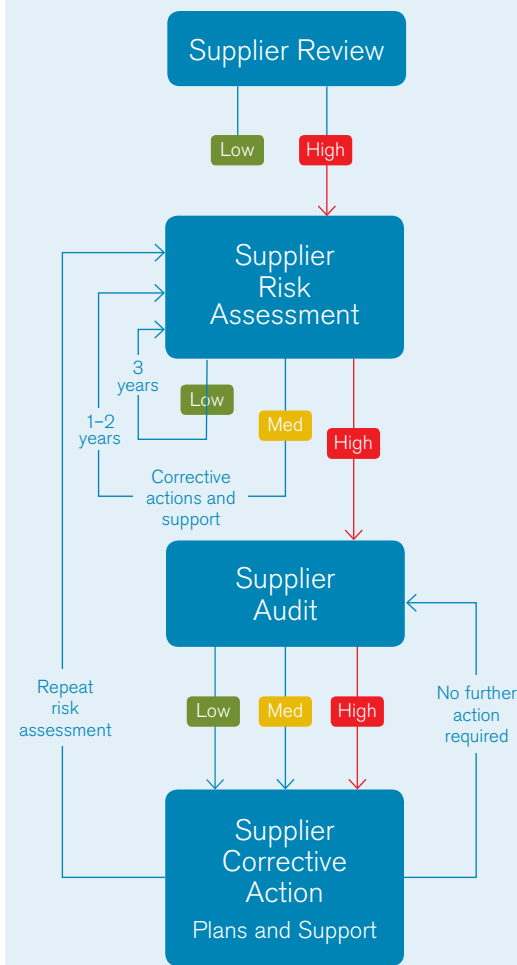 Supplier Review
Low
High
Supplier
Risk
Assessment
3
years
Low
1–2
years
Med
High
Corrective
actions and
support
Supplier
Audit
Repeat
risk
assessment
Low
Med
High
No further
action
required
Supplier
Corrective
Action
Plans and Support